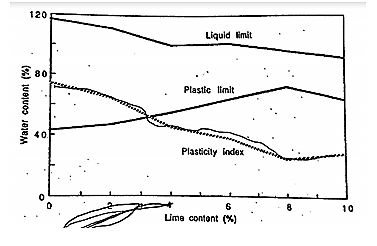 120
Liquid limit
80
Plastic limit
Water content (%)
40
Plasticity index
0
0 2 4 6 8 10
Lime content (%)